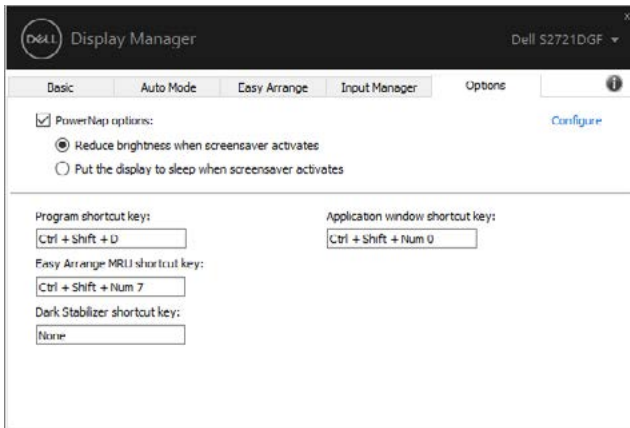 DELL Display Manager
Dell S2721DGF
x
Basic Auto Mode Easy Arrange Input Manager Options
PowerNap options: Configure
Reduce brightness when screensaver activates
Put the display to sleep when screensaver activates
Program shortcut key: Application window shortcut key:
Ctrl + Shift + D Ctrl + Shift + Num 0
Easy Arrange MRU shortcut key:
Ctrl + Shift + Num 7
Dark Stabilizer shortcut key:
None